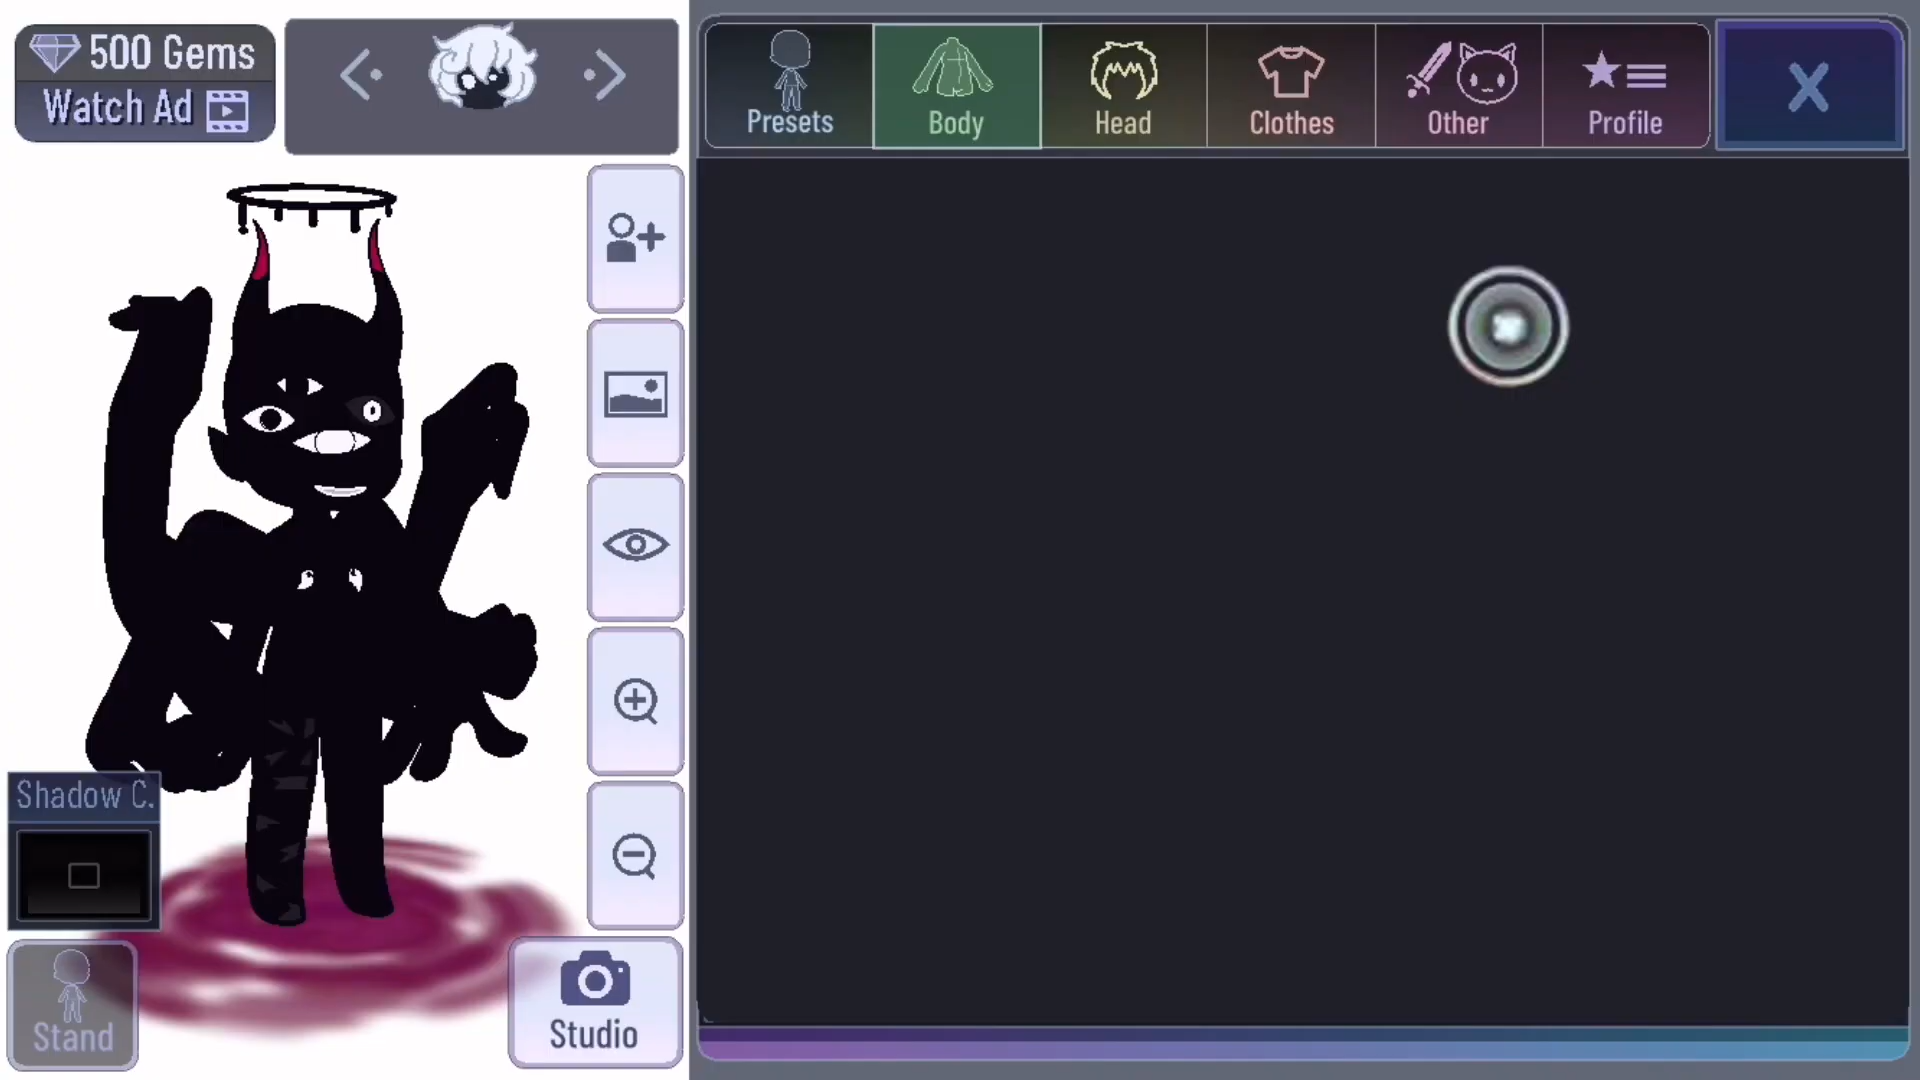 500 Gems
Watch Ad
Presets
Body
Head
Clothes
Other
Profile
X
Shadow C.
Stand
Studio